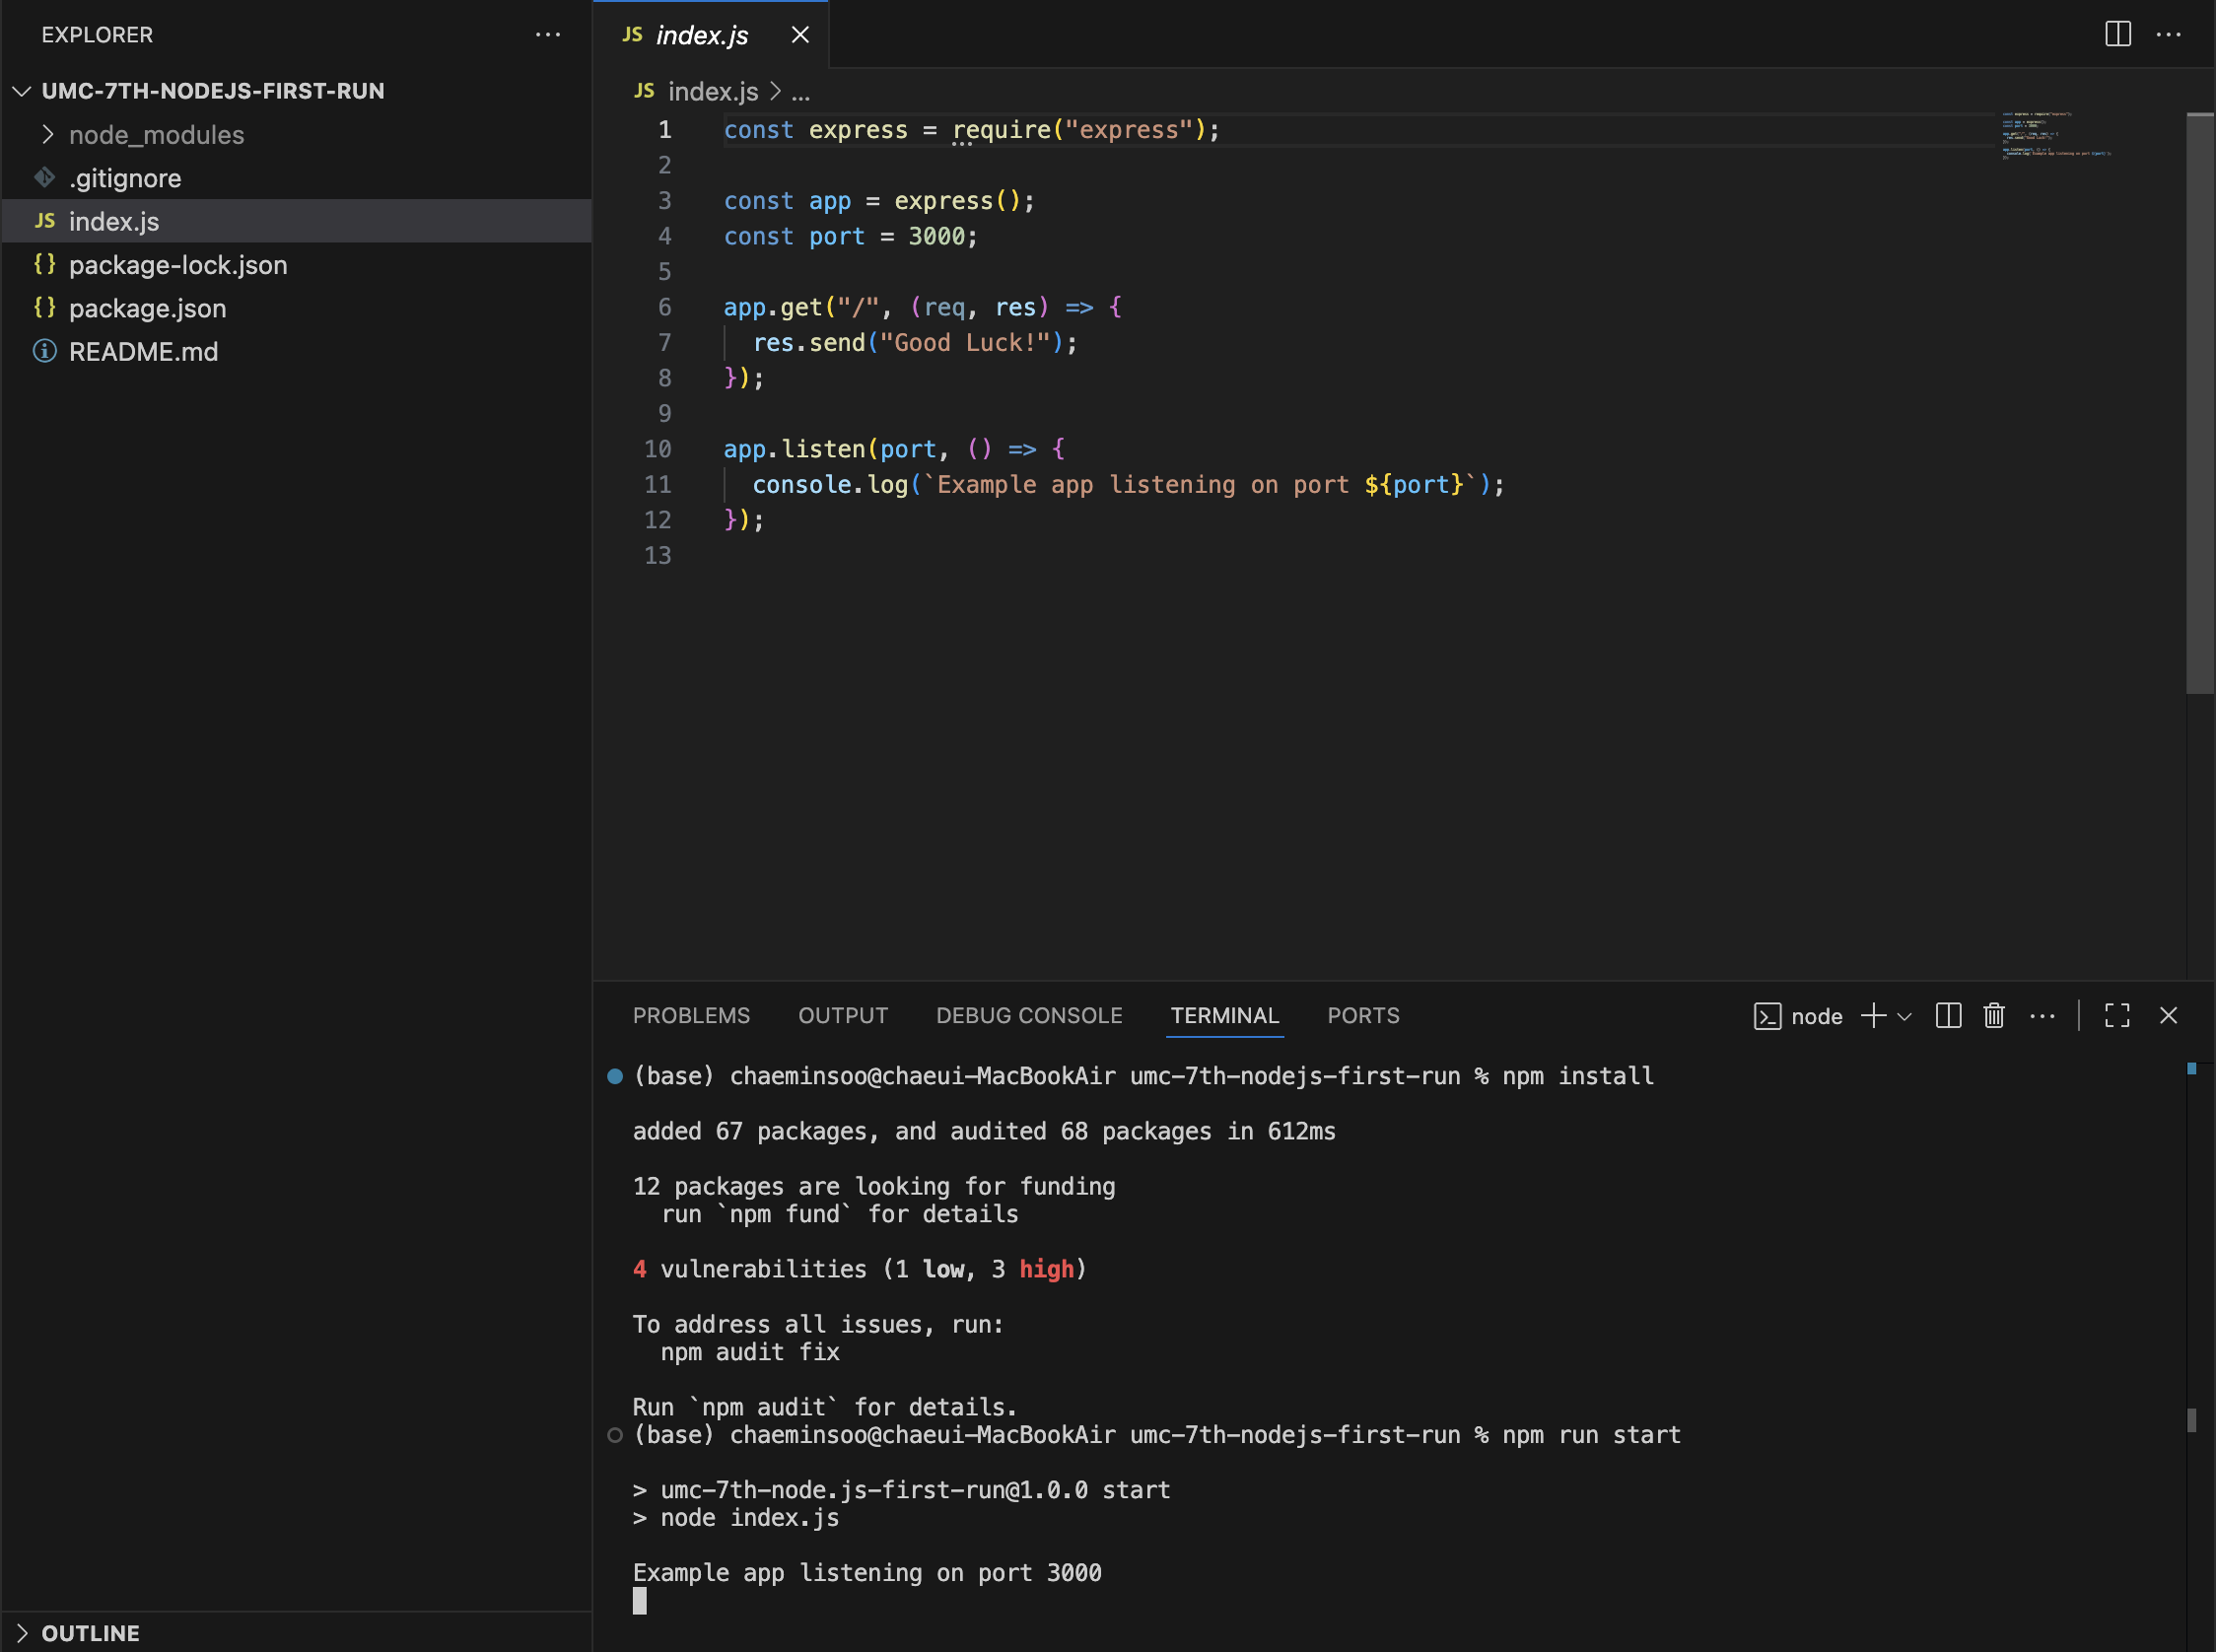 EXPLORER
UMC-7TH-NODEJS-FIRST-RUN
node_modules
.gitignore
JS index.js
{} package-lock.json
{} package.json
README.md
OUTLINE
JS index.js
JS index.js > ...
1 const express = require("express");
2
3 const app = express();
4 const port = 3000;
5
6 app.get("/", (req, res) => {
7 res.send("Good Luck!");
8 });
9
10 app.listen(port, () => {
11 console.log(`Example app listening on port ${port}`);
12 });
13
PROBLEMS OUTPUT DEBUG CONSOLE TERMINAL PORTS node
(base) chaeminsoo@chaeui-MacBookAir umc-7th-nodejs-first-run % npm install
added 67 packages, and audited 68 packages in 612ms
12 packages are looking for funding
run `npm fund` for details
4 vulnerabilities (1 low, 3 high)
To address all issues, run:
npm audit fix
Run `npm audit` for details.
(base) chaeminsoo@chaeui-MacBookAir umc-7th-nodejs-first-run % npm run start
> umc-7th-node.js-first-run@1.0.0 start
> node index.js
Example app listening on port 3000